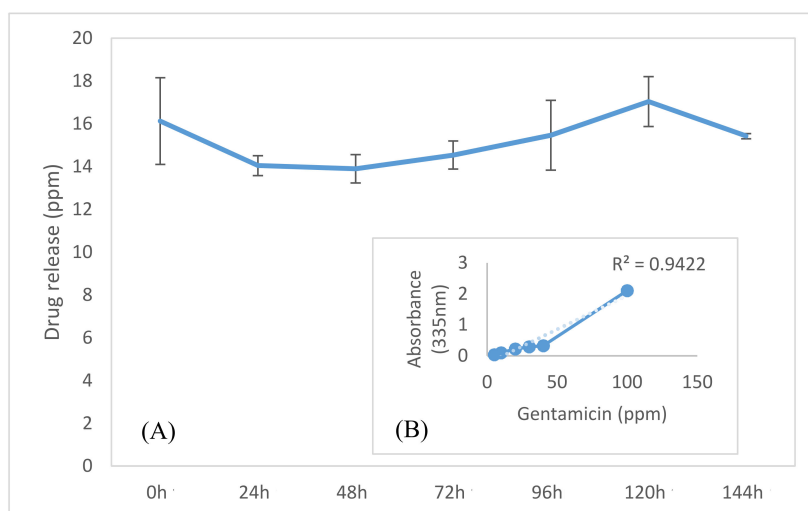 20
18
16
14
12
10
8
6
4
2
0
Drug release (ppm)
0h 24h 48h 72h 96h 120h 144h
(A)
(B)
R² = 0.9422
3
2
1
0
Absorbance
(335nm)
0 50 100 150
Gentamicin (ppm)